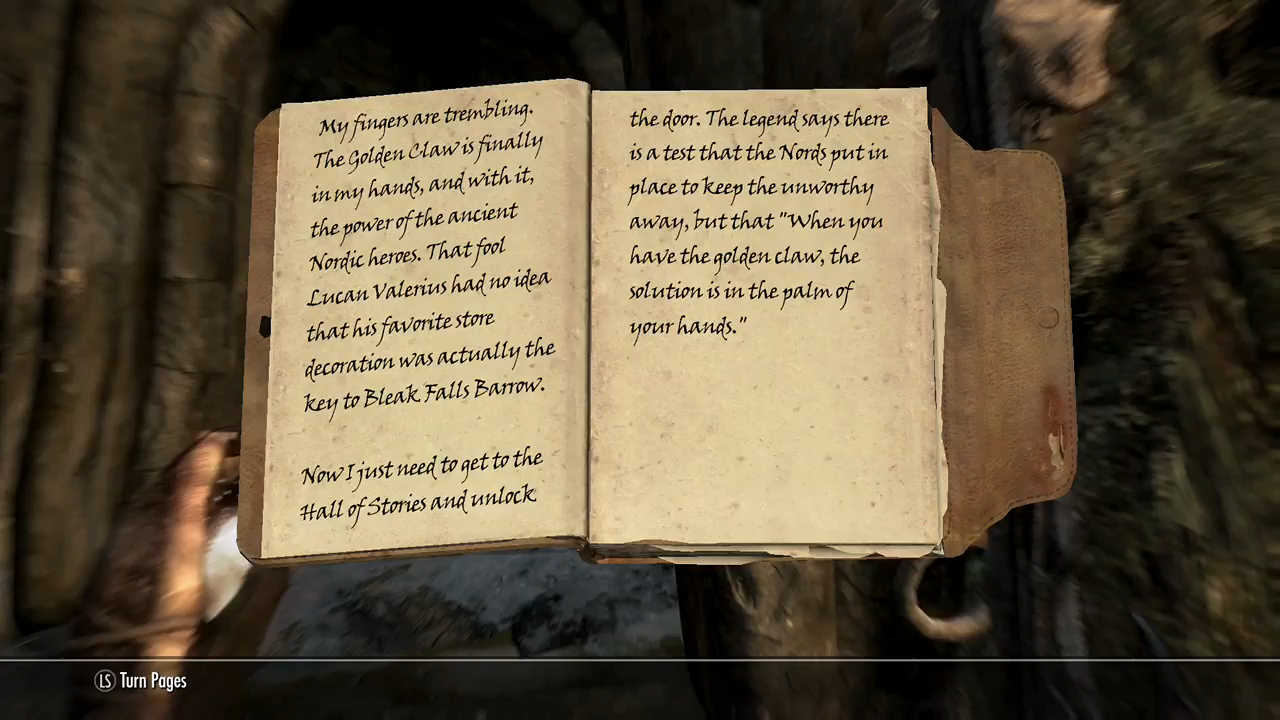 My fingers are trembling.
The Golden Claw is finally
in my hands, and with it,
the power of the ancient
Nordic heroes. That fool
Lucan Valerius had no idea
that his favorite store
decoration was actually the
key to Bleak Falls Barrow.
Now I just need to get to the
Hall of Stories and unlock
the door. The legend says there
is a test that the Nords put in
place to keep the unworthy
away, but that "When you
have the golden claw, the
solution is in the palm of
your hands."
LS Turn Pages